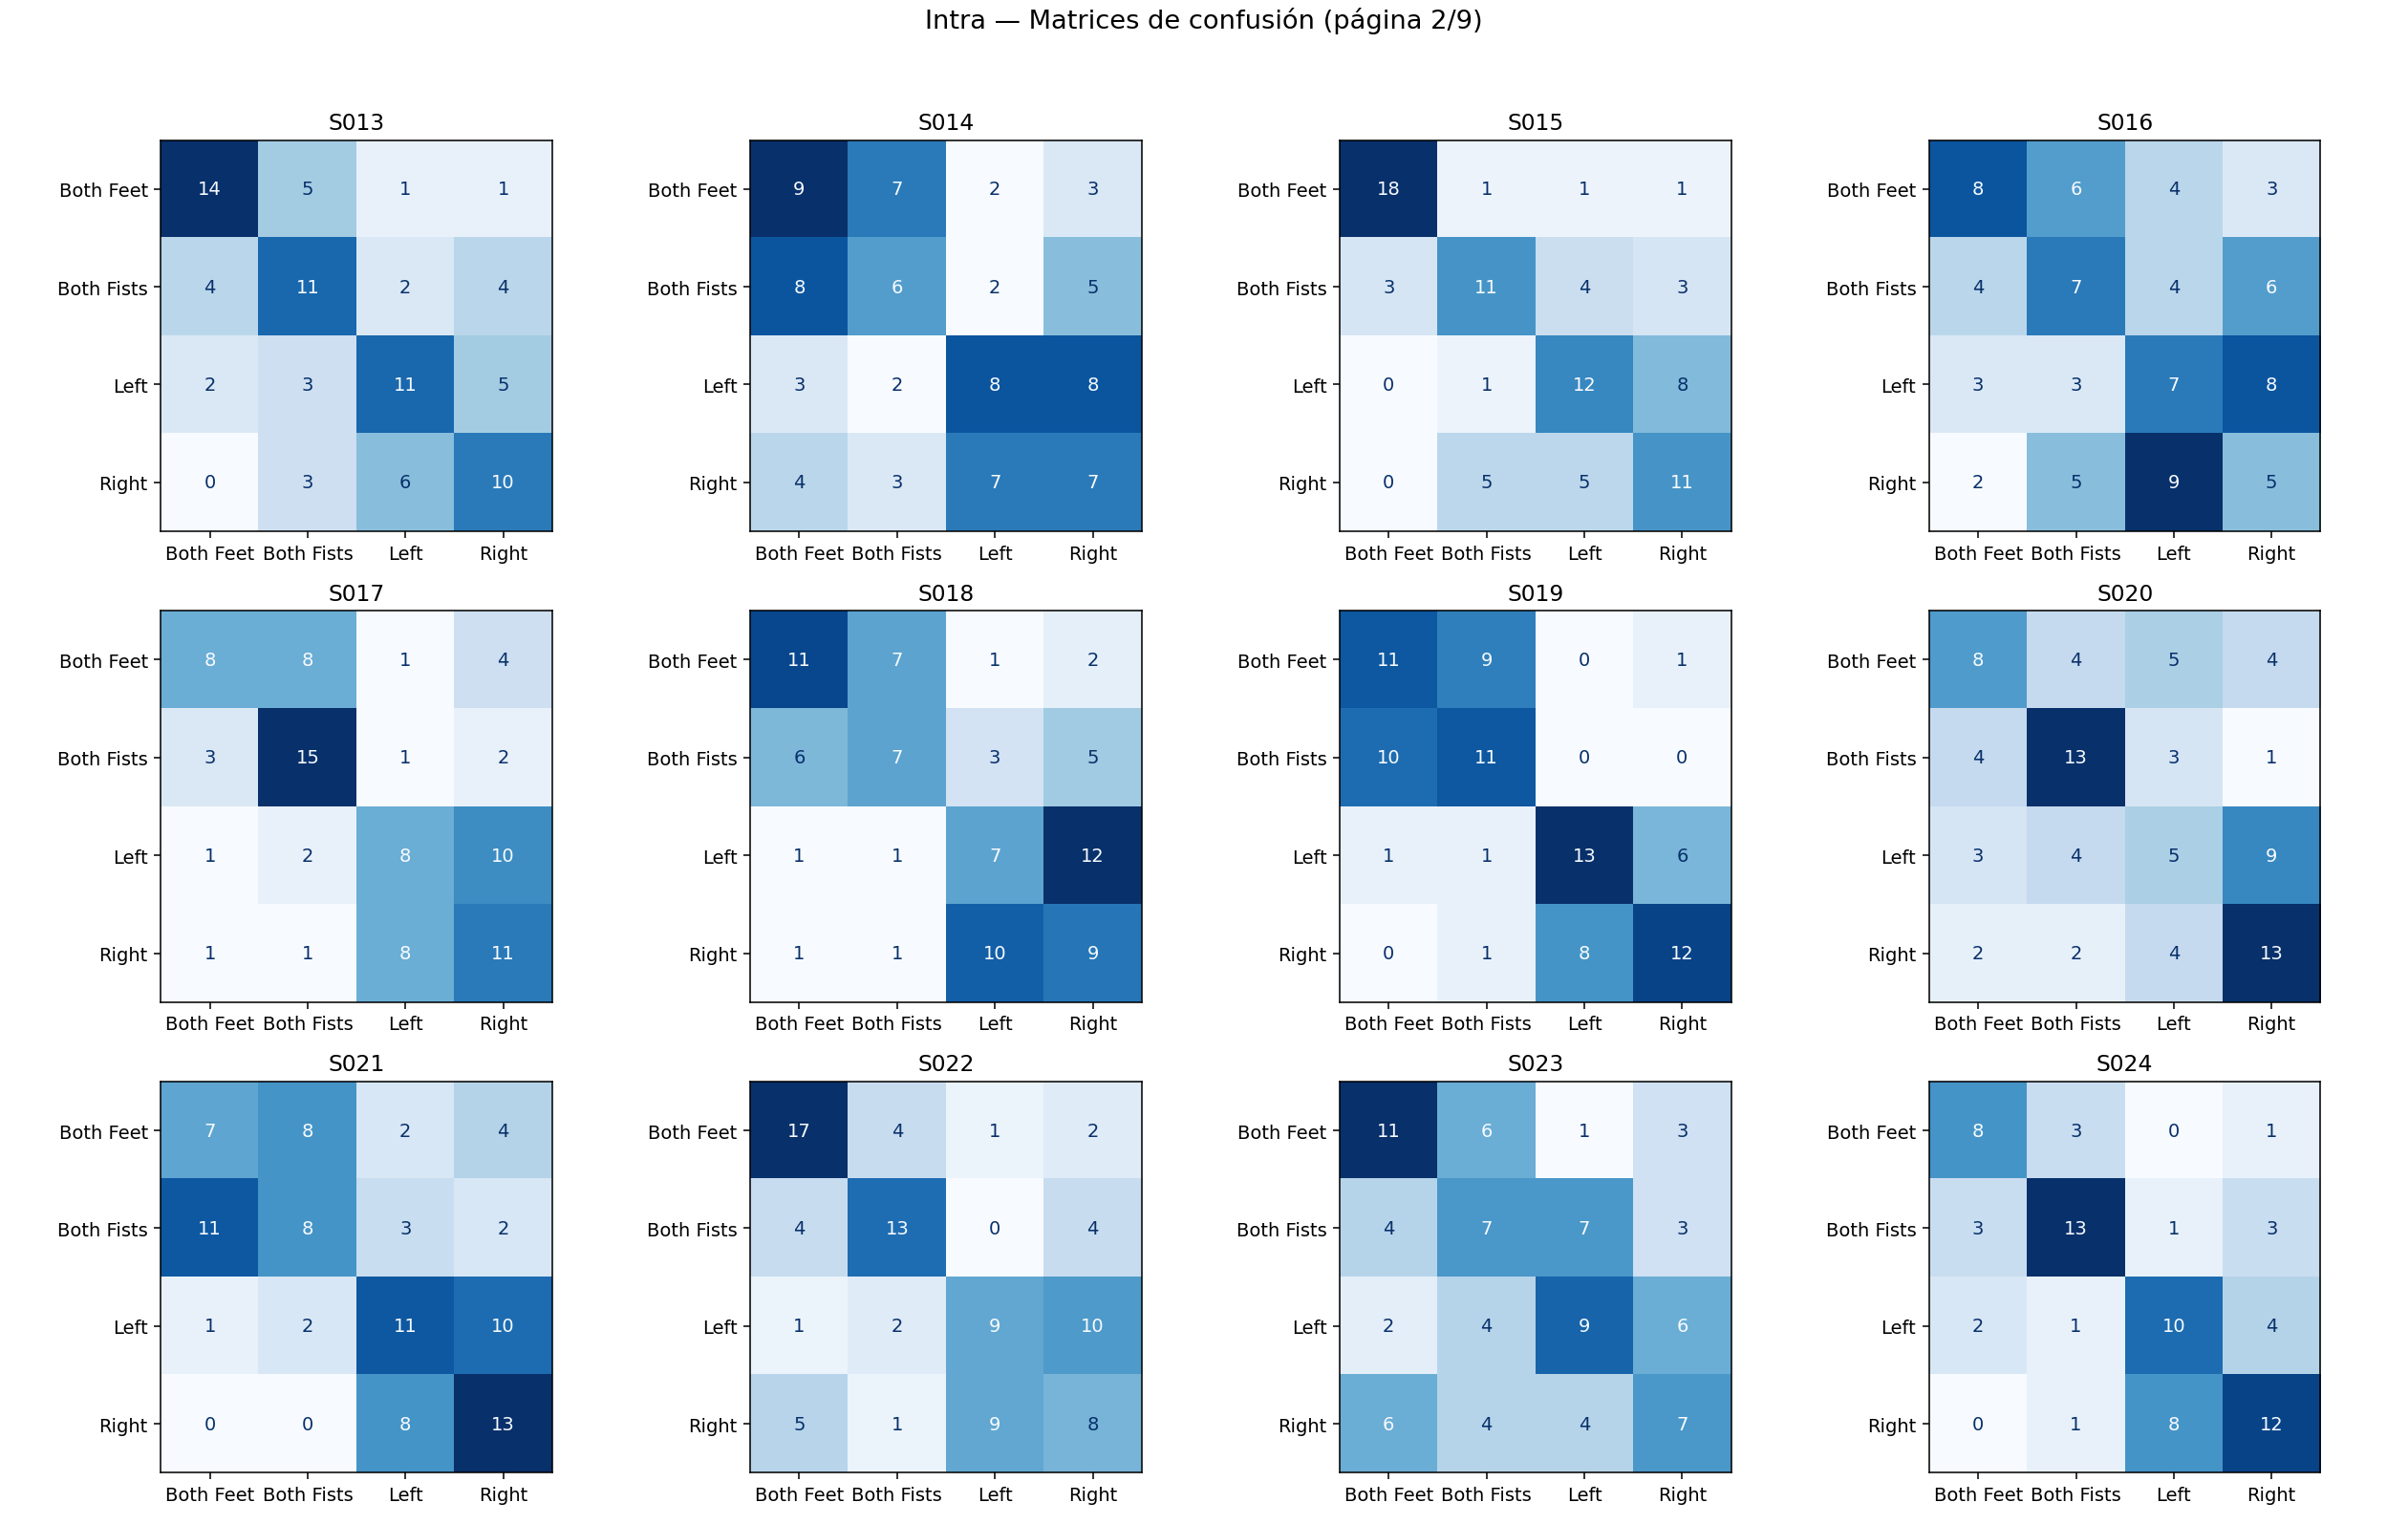 Intra — Matrices de confusión (página 2/9)
S013
Both Feet 14 5 1 1
Both Fists 4 11 2 4
Left 2 3 11 5
Right 0 3 6 10
Both Feet Both Fists Left Right
S014
Both Feet 9 7 2 3
Both Fists 8 6 2 5
Left 3 2 8 8
Right 4 3 7 7
Both Feet Both Fists Left Right
S015
Both Feet 18 1 1 1
Both Fists 3 11 4 3
Left 0 1 12 8
Right 0 5 5 11
Both Feet Both Fists Left Right
S016
Both Feet 8 6 4 3
Both Fists 4 7 4 6
Left 3 3 7 8
Right 2 5 9 5
Both Feet Both Fists Left Right
S017
Both Feet 8 8 1 4
Both Fists 3 15 1 2
Left 1 2 8 10
Right 1 1 8 11
Both Feet Both Fists Left Right
S018
Both Feet 11 7 1 2
Both Fists 6 7 3 5
Left 1 1 7 12
Right 1 1 10 9
Both Feet Both Fists Left Right
S019
Both Feet 11 9 0 1
Both Fists 10 11 0 0
Left 1 1 13 6
Right 0 1 8 12
Both Feet Both Fists Left Right
S020
Both Feet 8 4 5 4
Both Fists 4 13 3 1
Left 3 4 5 9
Right 2 2 4 13
Both Feet Both Fists Left Right
S021
Both Feet 7 8 2 4
Both Fists 11 8 3 2
Left 1 2 11 10
Right 0 0 8 13
Both Feet Both Fists Left Right
S022
Both Feet 17 4 1 2
Both Fists 4 13 0 4
Left 1 2 9 10
Right 5 1 9 8
Both Feet Both Fists Left Right
S023
Both Feet 11 6 1 3
Both Fists 4 7 7 3
Left 2 4 9 6
Right 6 4 4 7
Both Feet Both Fists Left Right
S024
Both Feet 8 3 0 1
Both Fists 3 13 1 3
Left 2 1 10 4
Right 0 1 8 12
Both Feet Both Fists Left Right